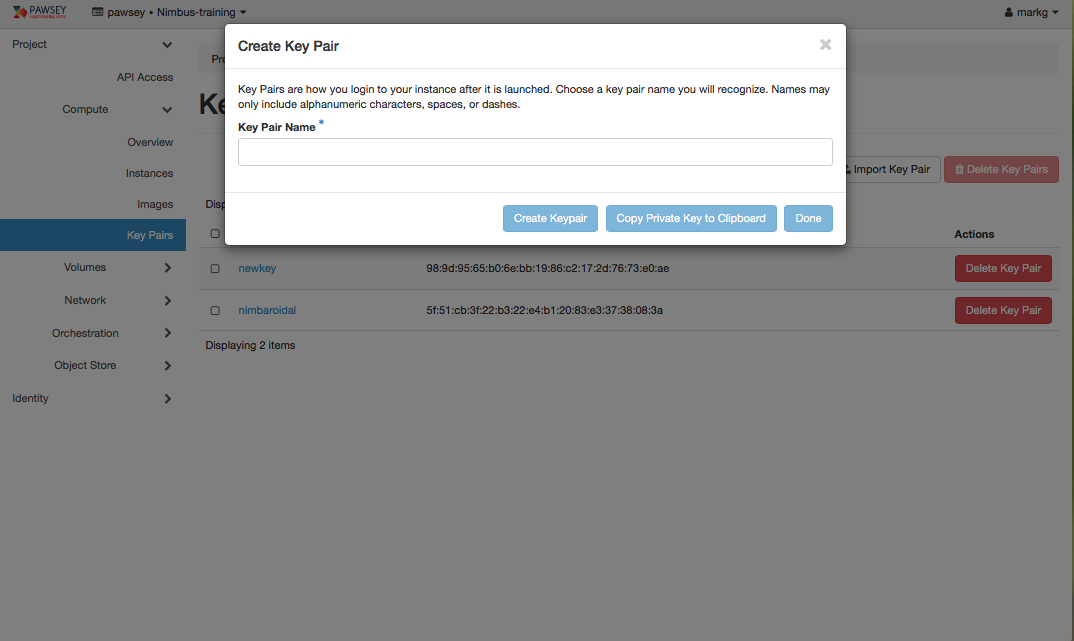 PAWSEY
pawsey • Nimbus-training
markg
Project
API Access
Compute
Overview
Instances
Images
Key Pairs
Volumes
Network
Orchestration
Object Store
Identity
Create Key Pair
Key Pairs are how you login to your instance after it is launched. Choose a key pair name you will recognize. Names may
only include alphanumeric characters, spaces, or dashes.
Key Pair Name *
Create Keypair
Copy Private Key to Clipboard
Done
Import Key Pair
Delete Key Pairs
Actions
newkey 98:9d:95:65:b0:6e:bb:19:86:c2:17:2d:76:73:e0:ae Delete Key Pair
nimbaroidal 5f:51:cb:3f:22:b3:22:e4:b1:20:83:e3:37:38:08:3a Delete Key Pair
Displaying 2 items